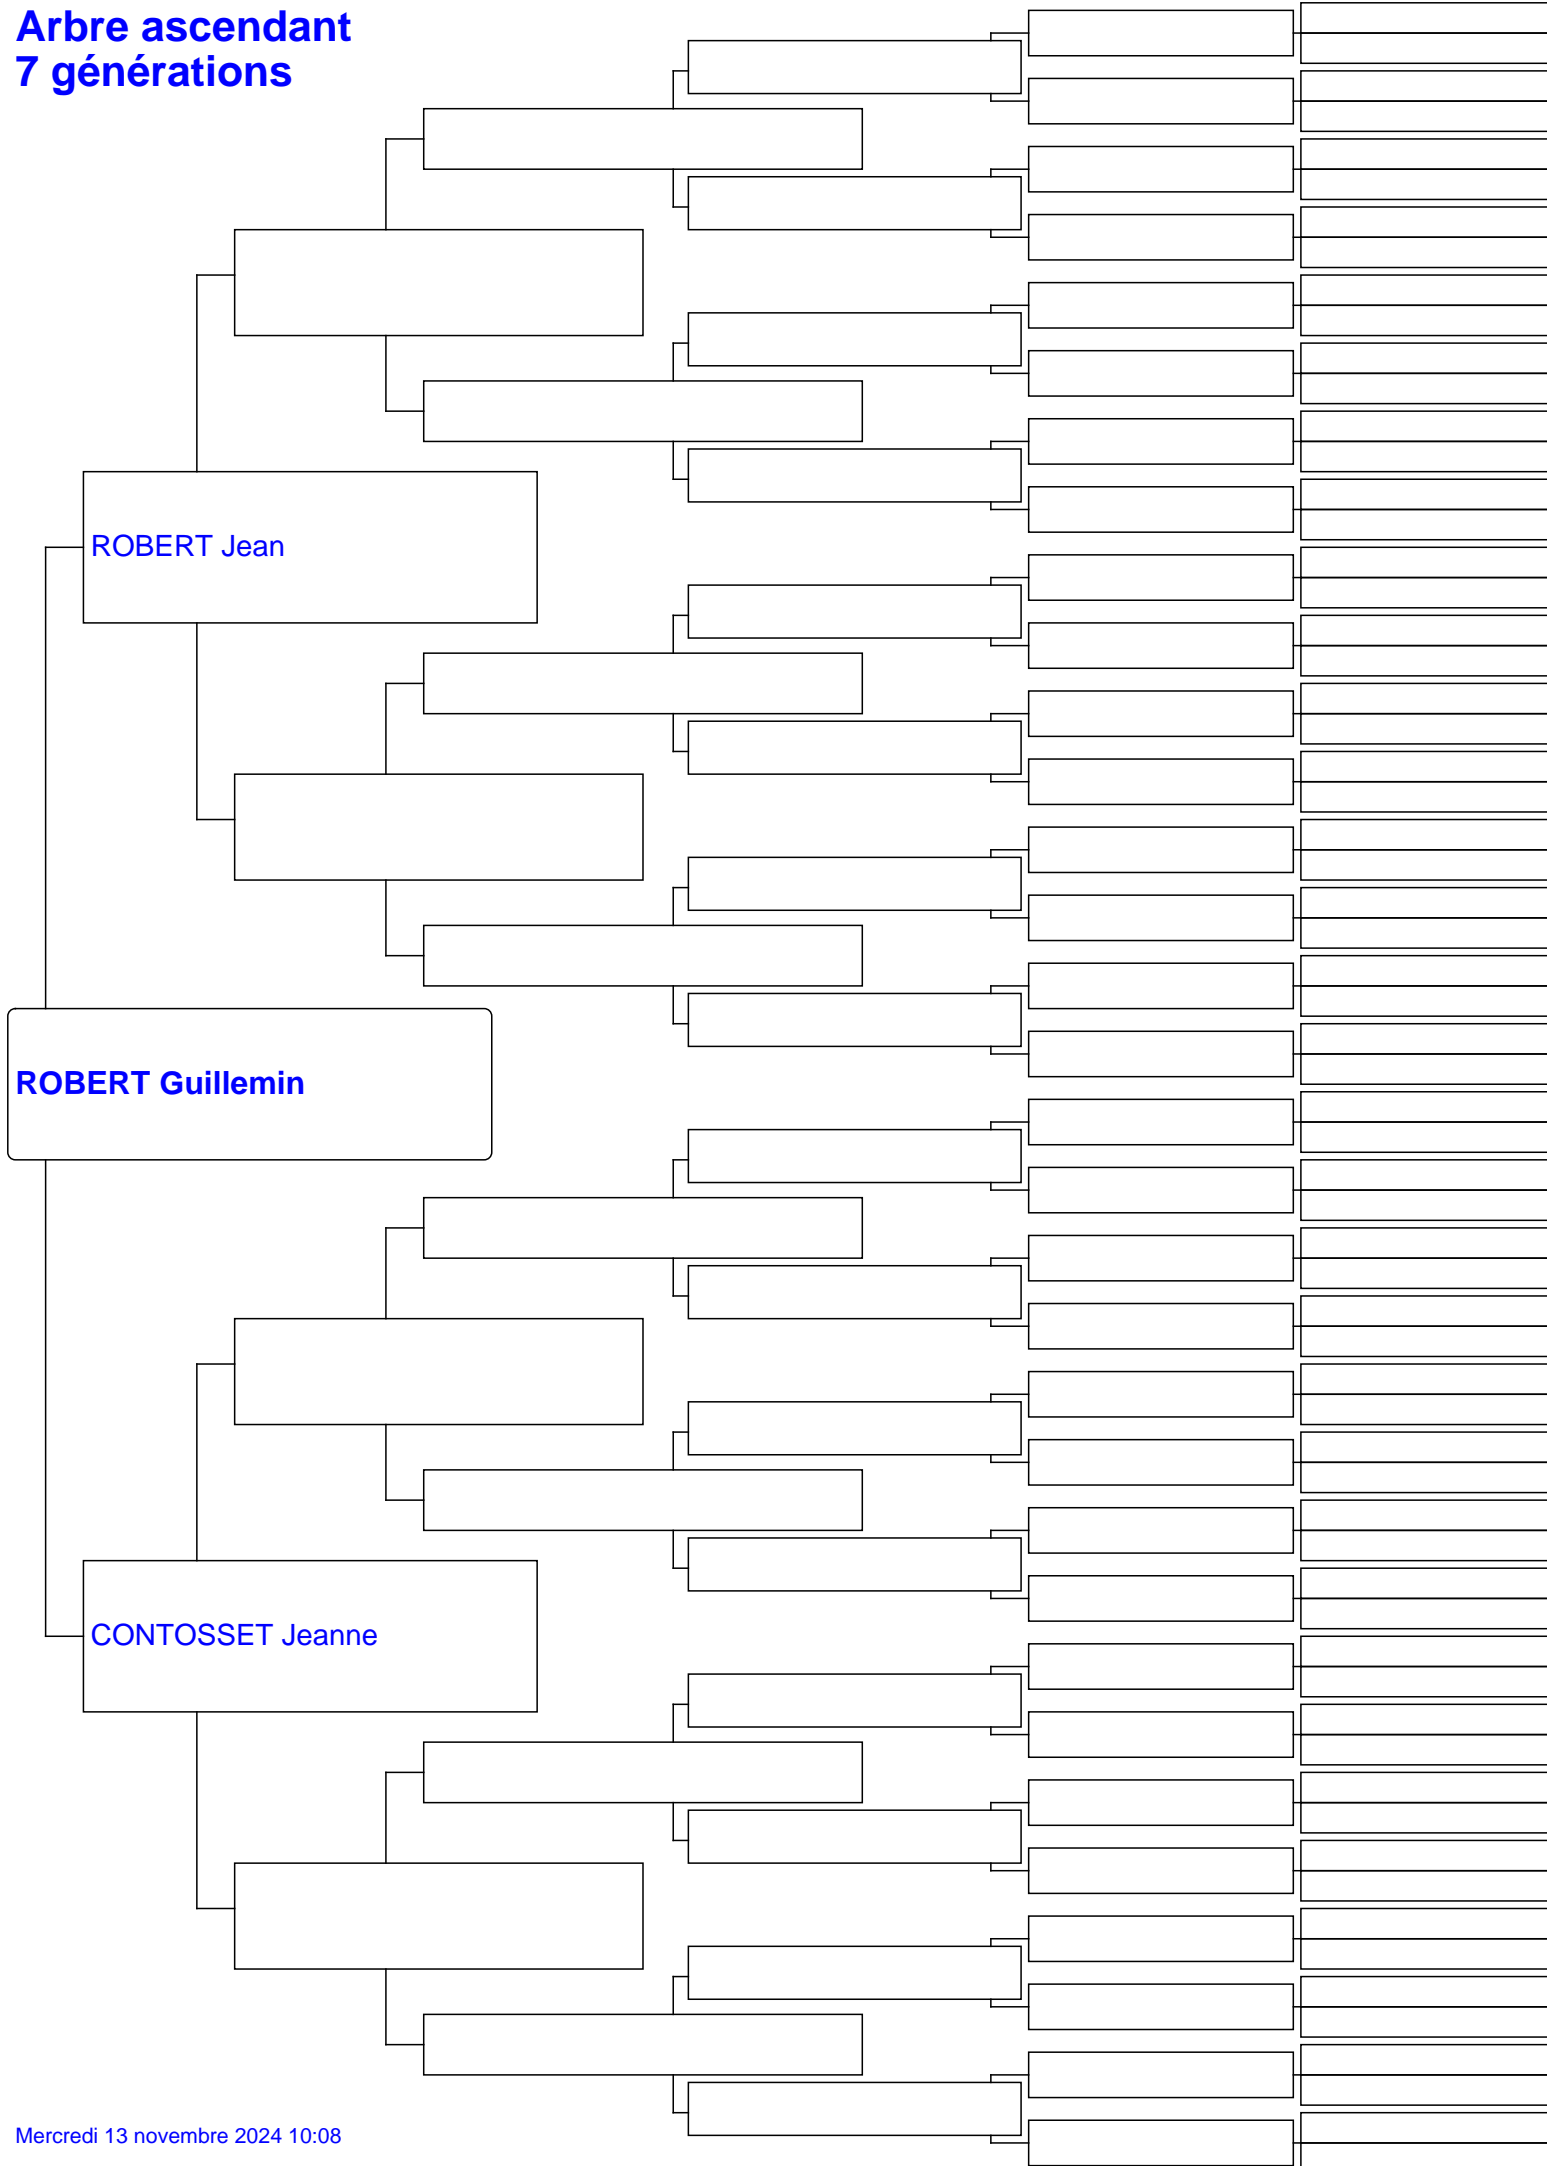 Arbre ascendant
7 générations
ROBERT Jean
ROBERT Guillemin
CONTOSSET Jeanne
Mercredi 13 novembre 2024 10:08